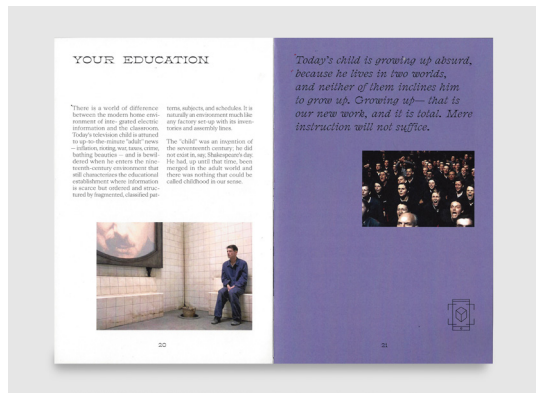 YOUR EDUCATION
There is a world of difference
between the modern home envi-
ronment of inte- grated electric
information and the classroom.
Today's television child is attuned
to up-to-the-minute "adult" news
– inflation, rioting, war, taxes, crime,
bathing beauties – and is bewil-
dered when he enters the nine-
teenth-century environment that
still characterizes the educational
establishment where information
is scarce but ordered and struc-
tured by fragmented, classified pat-
terns, subjects, and schedules. It is
naturally an environment much like
any factory set-up with its inven-
tories and assembly lines.
The "child" was an invention of
the seventeenth century; he did
not exist in, say, Shakespeare's day.
He had, up until that time, been
merged in the adult world and
there was nothing that could be
called childhood in our sense.
20
Today's child is growing up absurd,
because he lives in two worlds,
and neither of them inclines him
to grow up. Growing up— that is
our new work, and it is total. Mere
instruction will not suffice.
21